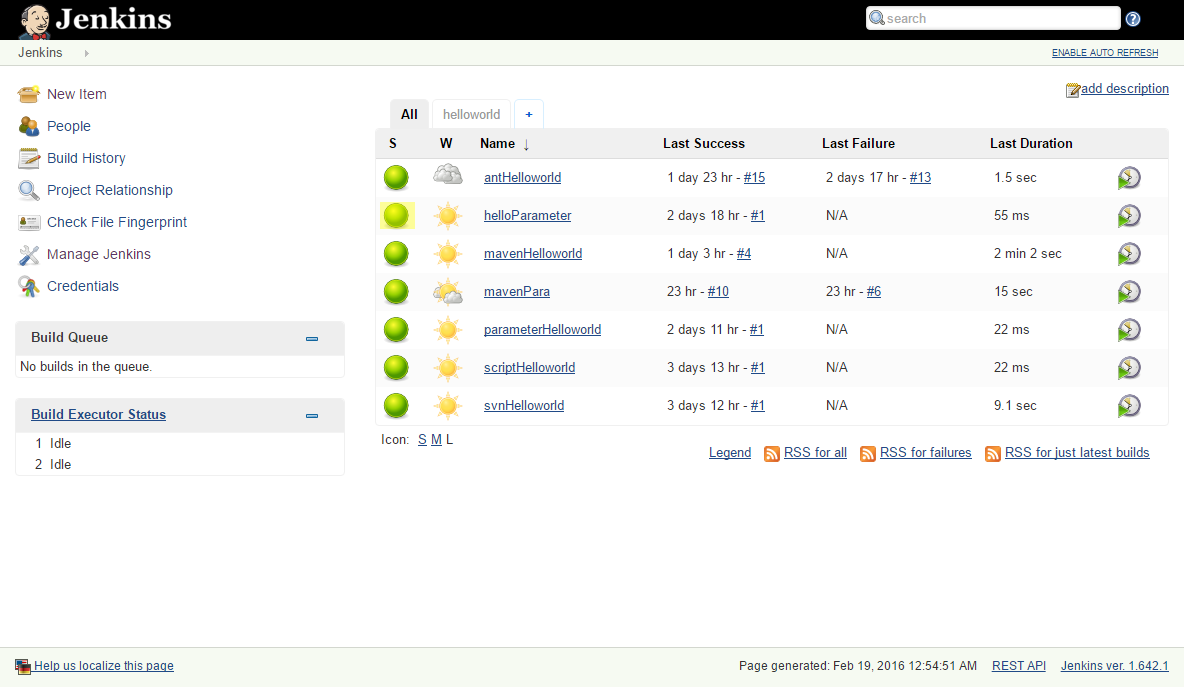 Jenkins
search
Jenkins
ENABLE AUTO REFRESH
New Item
People
Build History
Project Relationship
Check File Fingerprint
Manage Jenkins
Credentials
Build Queue
No builds in the queue.
Build Executor Status
1 Idle
2 Idle
add description
All helloworld +
S W Name ↓ Last Success Last Failure Last Duration
antHelloworld 1 day 23 hr - #15 2 days 17 hr - #13 1.5 sec
helloParameter 2 days 18 hr - #1 N/A 55 ms
mavenHelloworld 1 day 3 hr - #4 N/A 2 min 2 sec
mavenPara 23 hr - #10 23 hr - #6 15 sec
parameterHelloworld 2 days 11 hr - #1 N/A 22 ms
scriptHelloworld 3 days 13 hr - #1 N/A 22 ms
svnHelloworld 3 days 12 hr - #1 N/A 9.1 sec
Icon: S M L
Legend RSS for all RSS for failures RSS for just latest builds
Help us localize this page Page generated: Feb 19, 2016 12:54:51 AM REST API Jenkins ver. 1.642.1